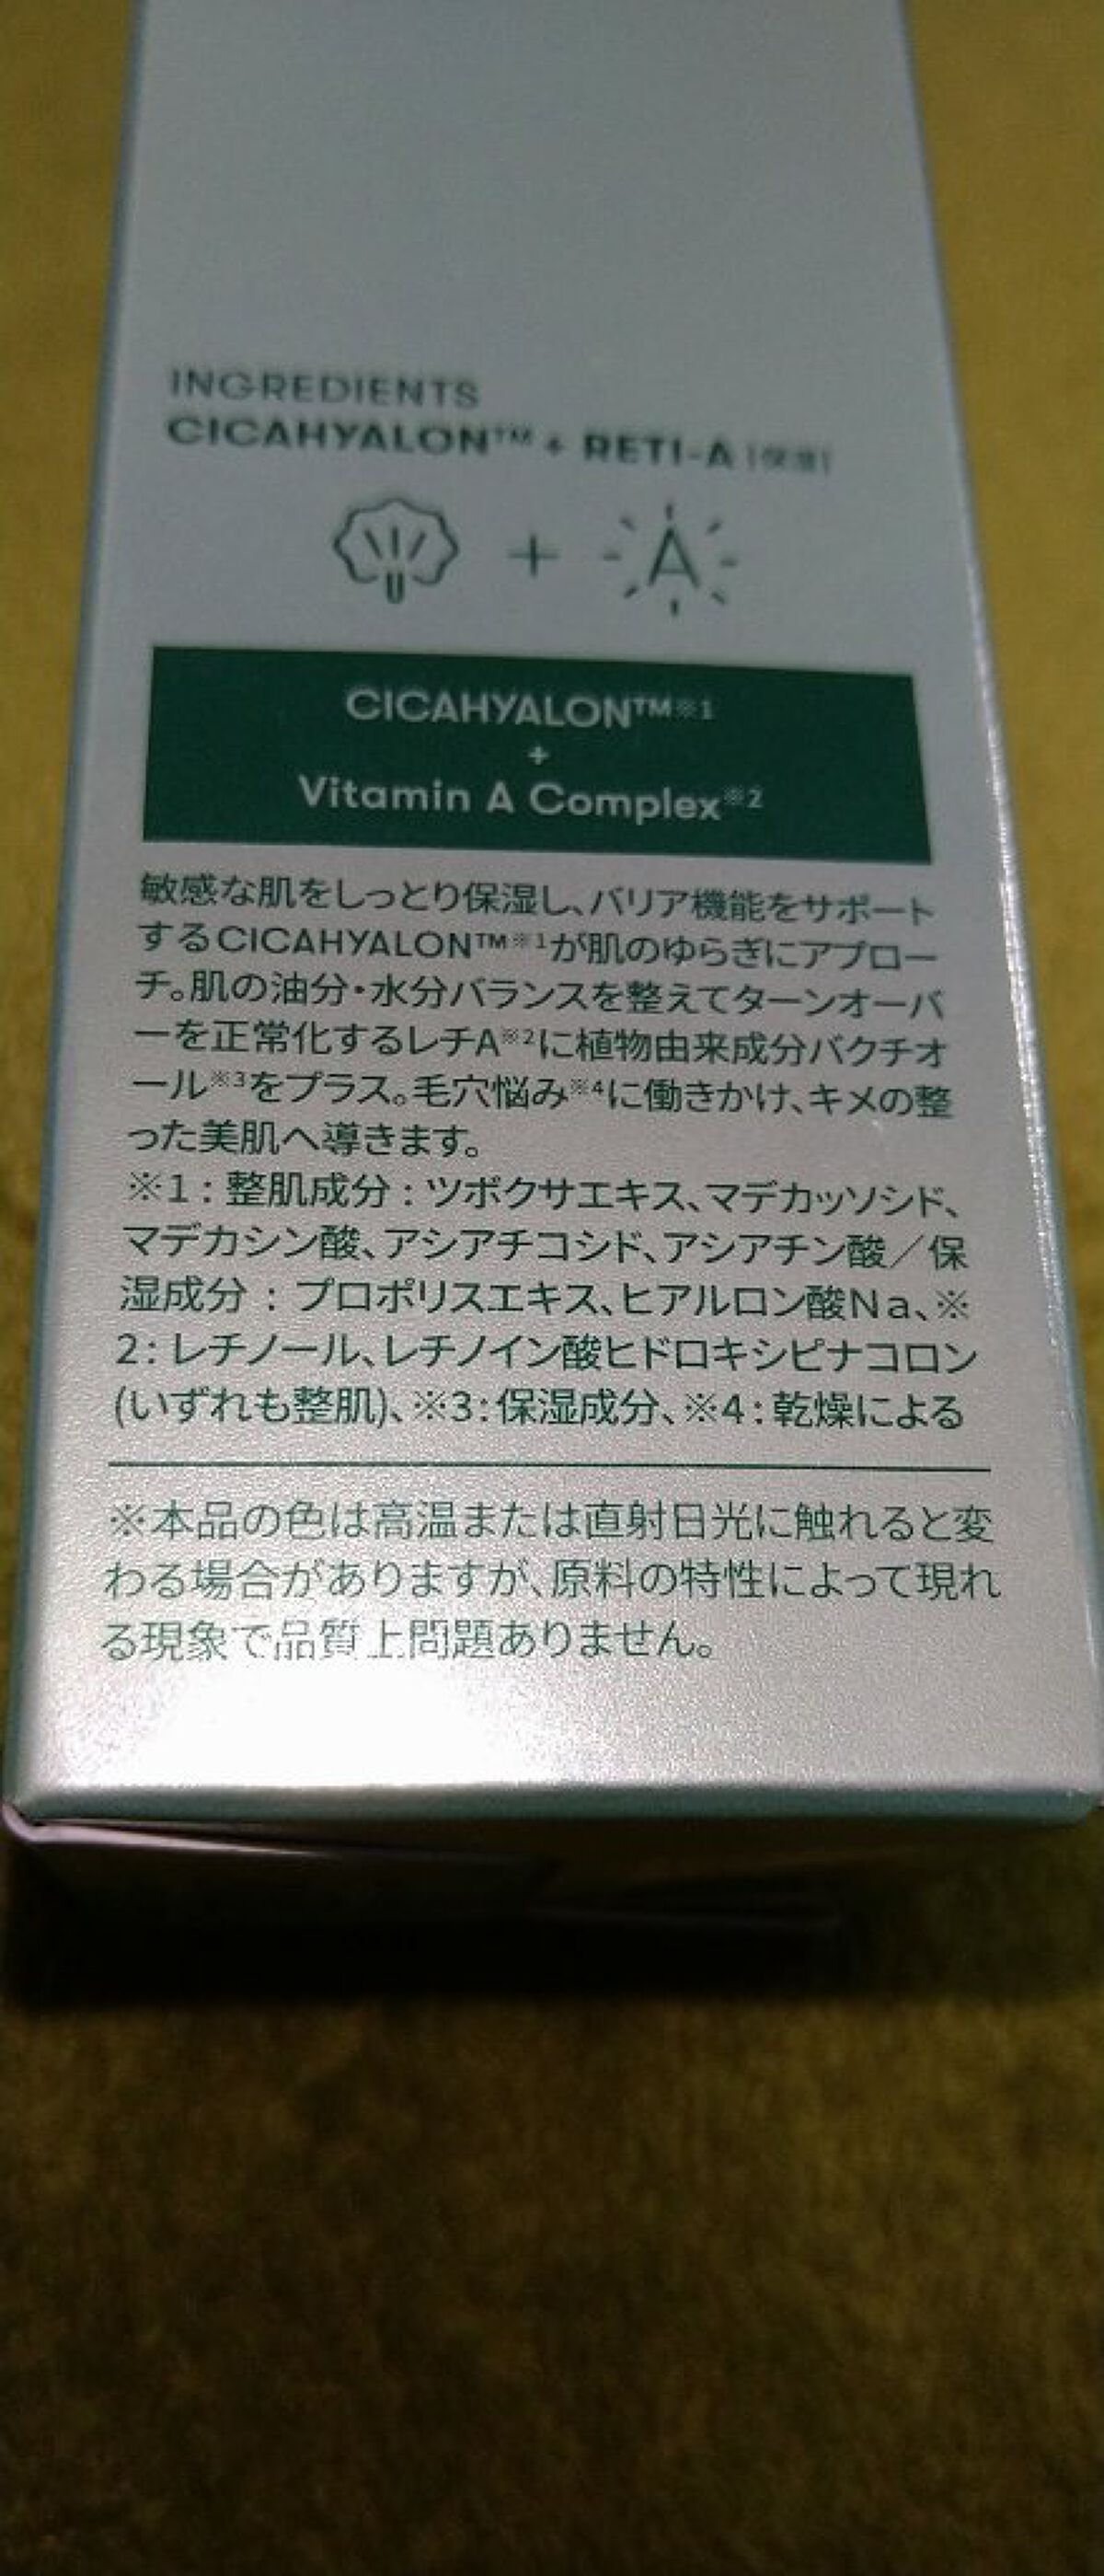 INGREDIENTS
CICAHYALON™ + RETI-A [保湿]
A
CICAHYALON™※1
+
Vitamin A Complex※2
敏感な肌をしっとり保湿し、バリア機能をサポート
するCICAHYALON™※1が肌のゆらぎにアプロー
チ。肌の油分・水分バランスを整えてターンオーバ
ーを正常化するレチA※2に植物由来成分バクチオ
ール※3をプラス。毛穴悩み※4に働きかけ、キメの整
った美肌へ導きます。
※1：整肌成分：ツボクサエキス、マデカッソシド、
マデカシン酸、アシアチコシド、アシアチン酸／保
湿成分：プロポリスエキス、ヒアルロン酸Na、※
2：レチノール、レチノイン酸ヒドロキシピナコロン
(いずれも整肌)、※3：保湿成分、※4：乾燥による
※本品の色は高温または直射日光に触れると変
わる場合がありますが、原料の特性によって現れ
る現象で品質上問題ありません。